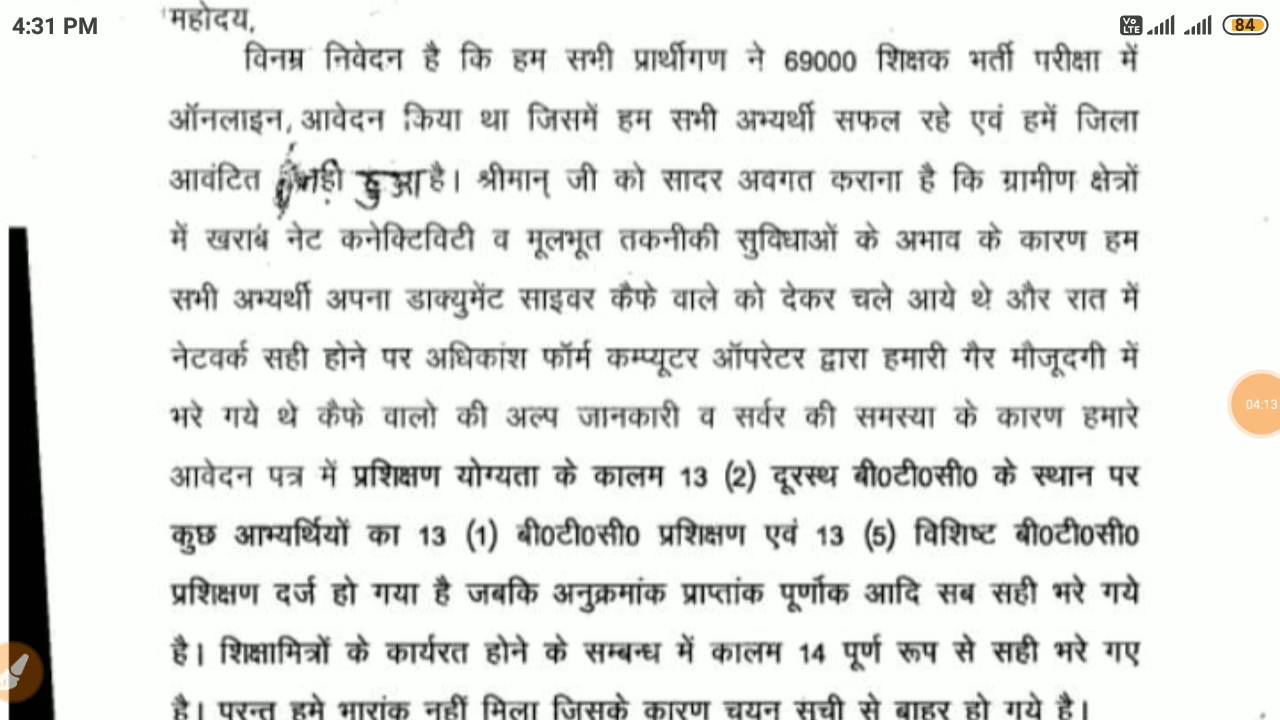 4:31 PM Vo LTE 84
महोदय,
विनम्र निवेदन है कि हम सभी प्रार्थीगण ने 69000 शिक्षक भर्ती परीक्षा में
ऑनलाइन, आवेदन किया था जिसमें हम सभी अभ्यर्थी सफल रहे एवं हमें जिला
आवंटित नही हुआ है। श्रीमान् जी को सादर अवगत कराना है कि ग्रामीण क्षेत्रों
में खराब नेट कनेक्टिविटी व मूलभूत तकनीकी सुविधाओं के अभाव के कारण हम
सभी अभ्यर्थी अपना डाक्युमेंट साइवर कैफे वाले को देकर चले आये थे और रात में
नेटवर्क सही होने पर अधिकांश फॉर्म कम्प्यूटर ऑपरेटर द्वारा हमारी गैर मौजूदगी में
04:13
भरे गये थे कैफे वालो की अल्प जानकारी व सर्वर की समस्या के कारण हमारे
आवेदन पत्र में प्रशिक्षण योग्यता के कालम 13 (2) दूरस्थ बी0टी0सी0 के स्थान पर
कुछ आभ्यर्थियों का 13 (1) बी0टी0सी0 प्रशिक्षण एवं 13 (5) विशिष्ट बी0टी0सी0
प्रशिक्षण दर्ज हो गया है जबकि अनुक्रमांक प्राप्तांक पूर्णांक आदि सब सही भरे गये
है। शिक्षामित्रों के कार्यरत होने के सम्बन्ध में कालम 14 पूर्ण रूप से सही भरे गए
है। परन्तु हमे भारांक नहीं मिला जिसके कारण चयन सूची से बाहर हो गये है।